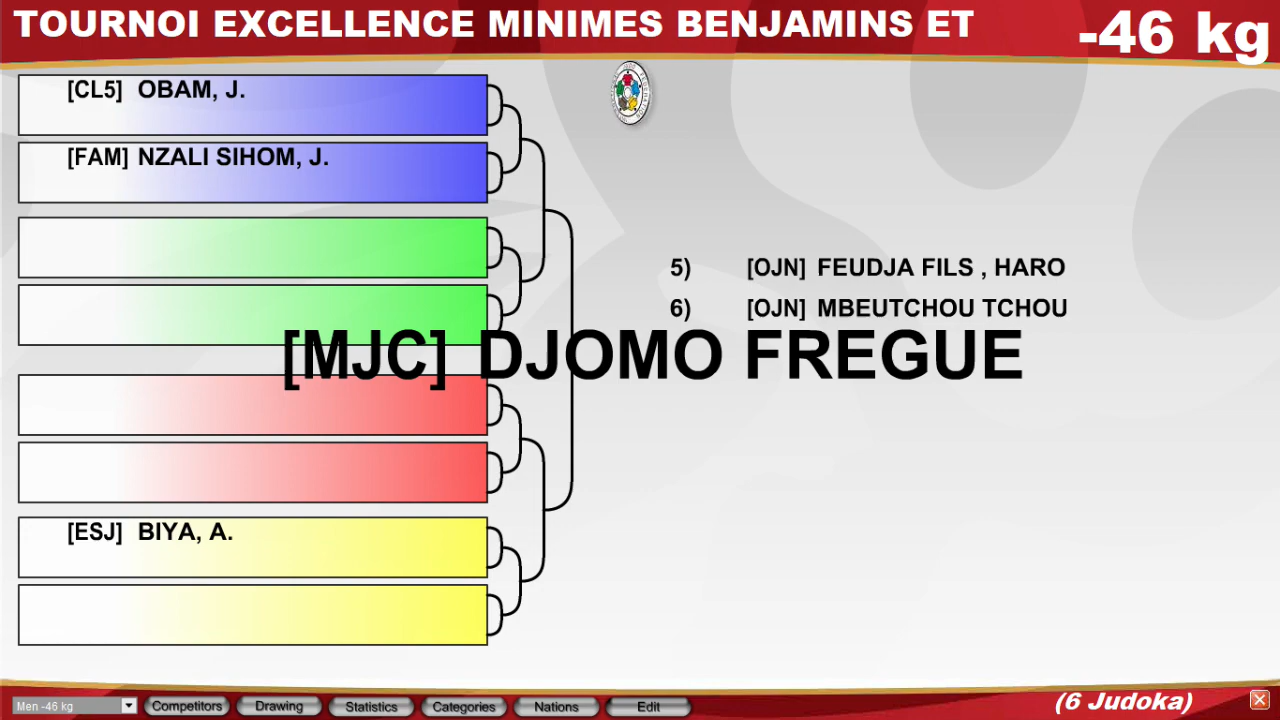 TOURNOI EXCELLENCE MINIMES BENJAMINS ET
-46 kg
[CL5] OBAM, J.
[FAM] NZALI SIHOM, J.
5) [OJN] FEUDJA FILS , HARO
6) [OJN] MBEUTCHOU TCHOU
[MJC] DJOMO FREGUE
[ESJ] BIYA, A.
(6 Judoka)
Men -46 kg
Competitors
Drawing
Statistics
Categories
Nations
Edit